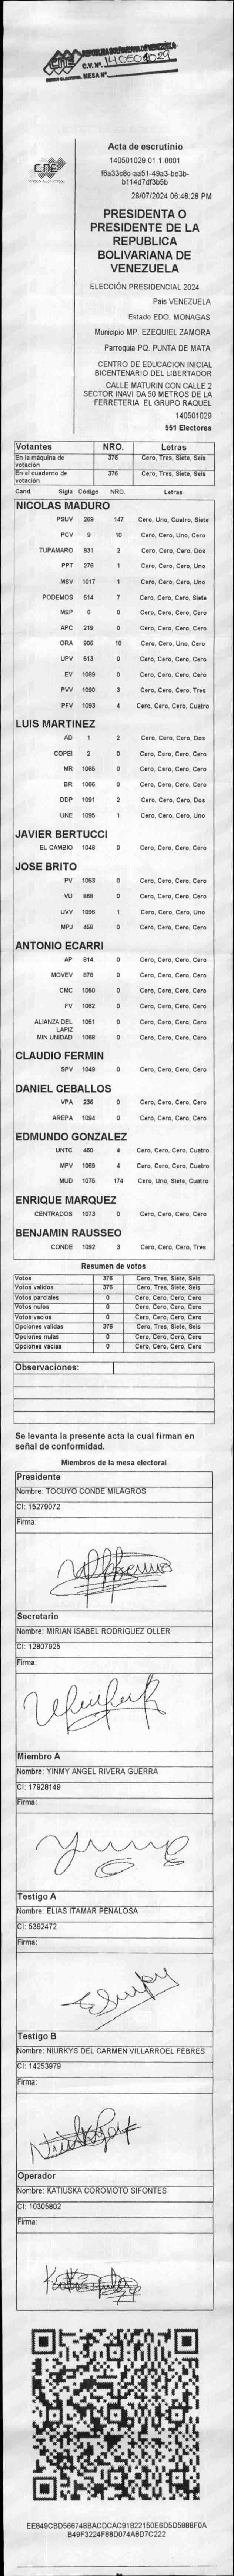 CNE
REPUBLICA BOLIVARIANA DE VENEZUELA
C.V. N°. 140501029
MESA N°
CNE
Acta de escrutinio
140501029.01.1.0001
f6a33c8c-aa51-49a3-be3b-
b114d7df3b5b
28/07/2024 06:48:28 PM
PRESIDENTA O
PRESIDENTE DE LA
REPUBLICA
BOLIVARIANA DE
VENEZUELA
ELECCIÓN PRESIDENCIAL 2024
Pais VENEZUELA
Estado EDO. MONAGAS
Municipio MP. EZEQUIEL ZAMORA
Parroquia PQ. PUNTA DE MATA
CENTRO DE EDUCACION INICIAL
BICENTENARIO DEL LIBERTADOR
CALLE MATURIN CON CALLE 2
SECTOR INAVI DA 50 METROS DE LA
FERRETERIA EL GRUPO RAQUEL
140501029
551 Electores
Votantes NRO. Letras
En la máquina de votación 376 Cero, Tres, Siete, Seis
En el cuaderno de votación 376 Cero, Tres, Siete, Seis
Cand. Sigla Código NRO. Letras
NICOLAS MADURO
PSUV 269 147 Cero, Uno, Cuatro, Siete
PCV 9 10 Cero, Cero, Uno, Cero
TUPAMARO 931 2 Cero, Cero, Cero, Dos
PPT 276 1 Cero, Cero, Cero, Uno
MSV 1017 1 Cero, Cero, Cero, Uno
PODEMOS 514 7 Cero, Cero, Cero, Siete
MEP 6 0 Cero, Cero, Cero, Cero
APC 219 0 Cero, Cero, Cero, Cero
ORA 906 10 Cero, Cero, Uno, Cero
UPV 513 0 Cero, Cero, Cero, Cero
EV 1089 0 Cero, Cero, Cero, Cero
PVV 1090 3 Cero, Cero, Cero, Tres
PFV 1093 4 Cero, Cero, Cero, Cuatro
LUIS MARTINEZ
AD 1 2 Cero, Cero, Cero, Dos
COPEI 2 0 Cero, Cero, Cero, Cero
MR 1065 0 Cero, Cero, Cero, Cero
BR 1066 0 Cero, Cero, Cero, Cero
DDP 1091 2 Cero, Cero, Cero, Dos
UNE 1095 1 Cero, Cero, Cero, Uno
JAVIER BERTUCCI
EL CAMBIO 1048 0 Cero, Cero, Cero, Cero
JOSE BRITO
PV 1053 0 Cero, Cero, Cero, Cero
VU 868 0 Cero, Cero, Cero, Cero
UVV 1096 1 Cero, Cero, Cero, Uno
MPJ 458 0 Cero, Cero, Cero, Cero
ANTONIO ECARRI
AP 814 0 Cero, Cero, Cero, Cero
MOVEV 878 0 Cero, Cero, Cero, Cero
CMC 1050 0 Cero, Cero, Cero, Cero
FV 1062 0 Cero, Cero, Cero, Cero
ALIANZA DEL LAPIZ 1051 0 Cero, Cero, Cero, Cero
MIN UNIDAD 1068 0 Cero, Cero, Cero, Cero
CLAUDIO FERMIN
SPV 1049 0 Cero, Cero, Cero, Cero
DANIEL CEBALLOS
VPA 236 0 Cero, Cero, Cero, Cero
AREPA 1094 0 Cero, Cero, Cero, Cero
EDMUNDO GONZALEZ
UNTC 460 4 Cero, Cero, Cero, Cuatro
MPV 1069 4 Cero, Cero, Cero, Cuatro
MUD 1075 174 Cero, Uno, Siete, Cuatro
ENRIQUE MARQUEZ
CENTRADOS 1073 0 Cero, Cero, Cero, Cero
BENJAMIN RAUSSEO
CONDE 1092 3 Cero, Cero, Cero, Tres
Resumen de votos
Votos 376 Cero, Tres, Siete, Seis
Votos validos 376 Cero, Tres, Siete, Seis
Votos parciales 0 Cero, Cero, Cero, Cero
Votos nulos 0 Cero, Cero, Cero, Cero
Votos vacios 0 Cero, Cero, Cero, Cero
Opciones validas 376 Cero, Tres, Siete, Seis
Opciones nulas 0 Cero, Cero, Cero, Cero
Opciones vacias 0 Cero, Cero, Cero, Cero
Observaciones:
Se levanta la presente acta la cual firman en
señal de conformidad.
Miembros de la mesa electoral
Presidente
Nombre: TOCUYO CONDE MILAGROS
CI: 15279072
Firma:
Secretario
Nombre: MIRIAN ISABEL RODRIGUEZ OLLER
CI: 12807925
Firma:
Miembro A
Nombre: YINMY ANGEL RIVERA GUERRA
CI: 17928149
Firma:
Testigo A
Nombre: ELIAS ITAMAR PEÑALOSA
CI: 5392472
Firma:
Testigo B
Nombre: NIURKYS DEL CARMEN VILLARROEL FEBRES
CI: 14253979
Firma:
Operador
Nombre: KATIUSKA COROMOTO SIFONTES
CI: 10305802
Firma:
EE849CBD566748BACDCAC91822150E6D5D5988F0A
B49F3224F88D074A8D7C222